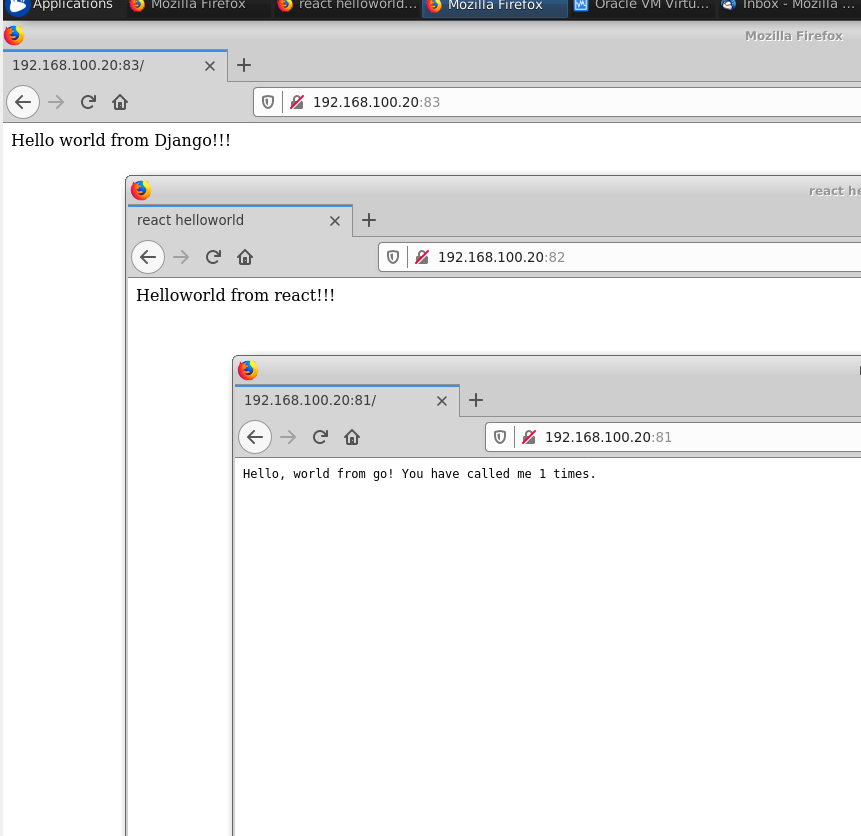 Applications Mozilla Firefox react helloworld... Mozilla Firefox Oracle VM Virtu... Inbox - Mozilla ...
Mozilla Firefox
192.168.100.20:83/
192.168.100.20:83
Hello world from Django!!!
react he
react helloworld
192.168.100.20:82
Helloworld from react!!!
192.168.100.20:81/
192.168.100.20:81
Hello, world from go! You have called me 1 times.